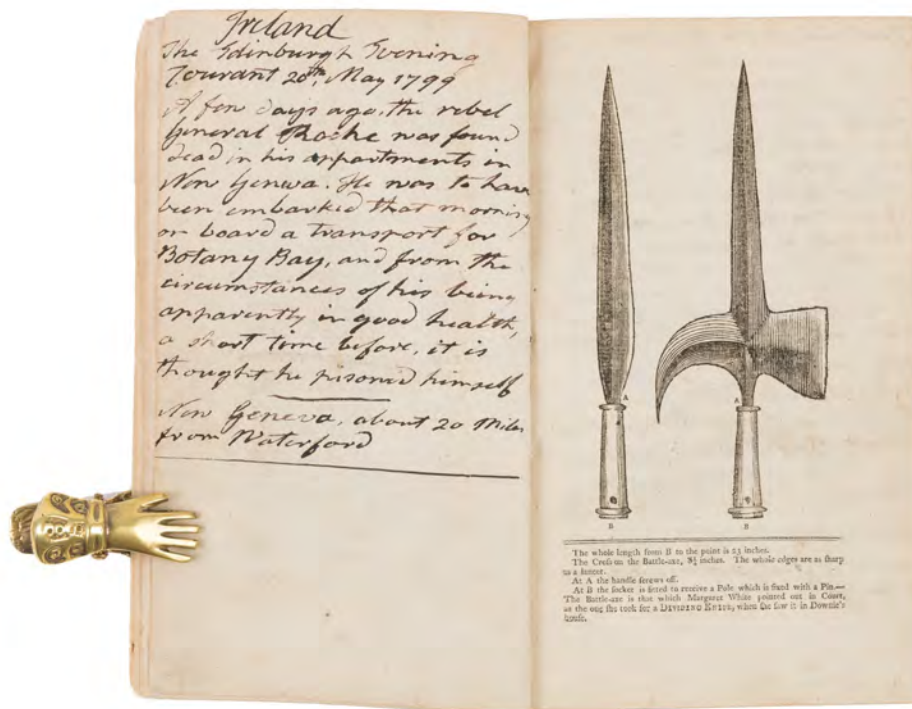 Ireland
The Edinburgh Evening
Courant 20th, May 1799
A few days ago, the rebel
General Roche was found
dead in his appartments in
New Geneva. He was to have
been embarked that morning
on board a transport for
Botany Bay, and from the
circumstances of his being
apparently in good health,
a short time before, it is
thought he poisoned himself
New Geneva, about 20 Miles
from Waterford
A
A
B
B
The whole length from B to the point is 23 inches.
The Cross on the Battle-axe, 8½ inches. The whole edges are as sharp
as a lancet.
At A the handle screws off.
At B the socket is fitted to receive a Pole which is fixed with a Pin—
The Battle-axe is that which Margaret White pointed out in Court,
as the one she took for a DIVIDING KNIFE, when she saw it in Downie's
house.